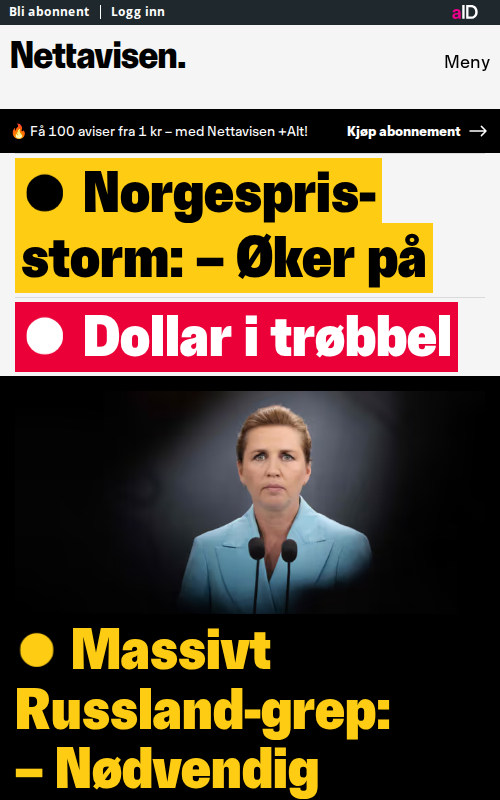 Bli abonnent | Logg inn
aID
Nettavisen.
Meny
🔥 Få 100 aviser fra 1 kr – med Nettavisen +Alt!
Kjøp abonnement →
● Norgespris-
storm: – Øker på
● Dollar i trøbbel
● Massivt
Russland-grep:
– Nødvendig